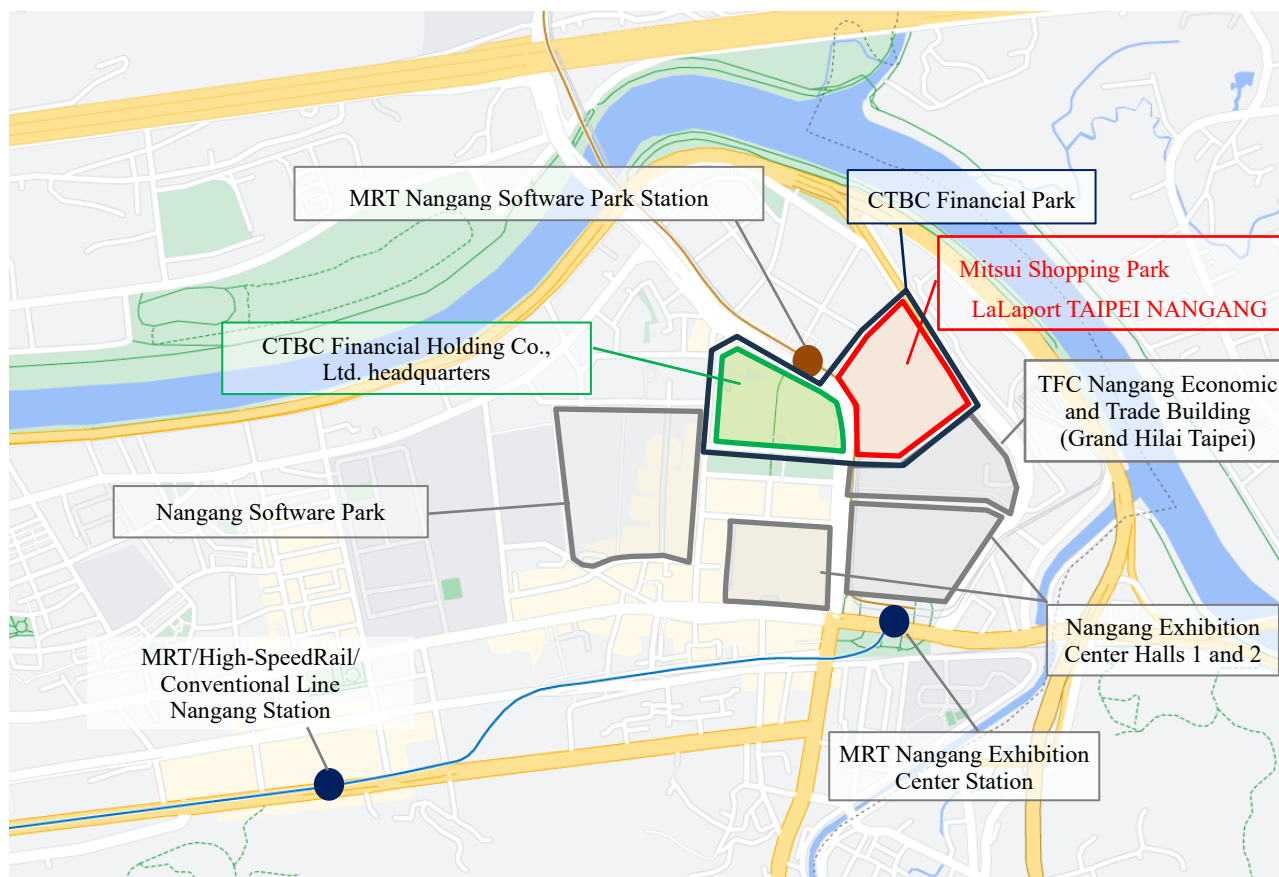 MRT Nangang Software Park Station
CTBC Financial Park
Mitsui Shopping Park
LaLaport TAIPEI NANGANG
CTBC Financial Holding Co.,
Ltd. headquarters
TFC Nangang Economic
and Trade Building
(Grand Hilai Taipei)
Nangang Software Park
Nangang Exhibition
Center Halls 1 and 2
MRT/High-SpeedRail/
Conventional Line
Nangang Station
MRT Nangang Exhibition
Center Station